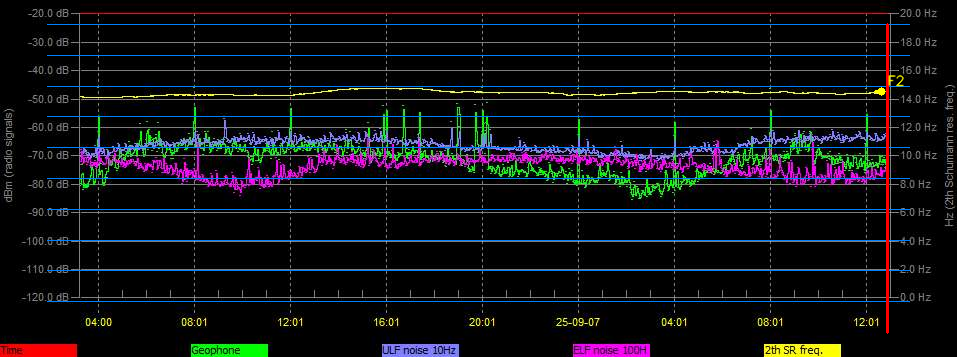 -20.0 dB 20.0 Hz
-30.0 dB 18.0 Hz
-40.0 dB 16.0 Hz
F2
-50.0 dB 14.0 Hz
-60.0 dB 12.0 Hz
-70.0 dB 10.0 Hz
-80.0 dB 8.0 Hz
-90.0 dB 6.0 Hz
-100.0 dB 4.0 Hz
-110.0 dB 2.0 Hz
-120.0 dB 0.0 Hz
dBm (radio signals)
Hz (2th Schumann res. freq.)
04:00 08:01 12:01 16:01 20:01 25-09-07 04:01 08:01 12:01
Time Geophone ULF noise 10Hz ELF noise 100H 2th SR freq.